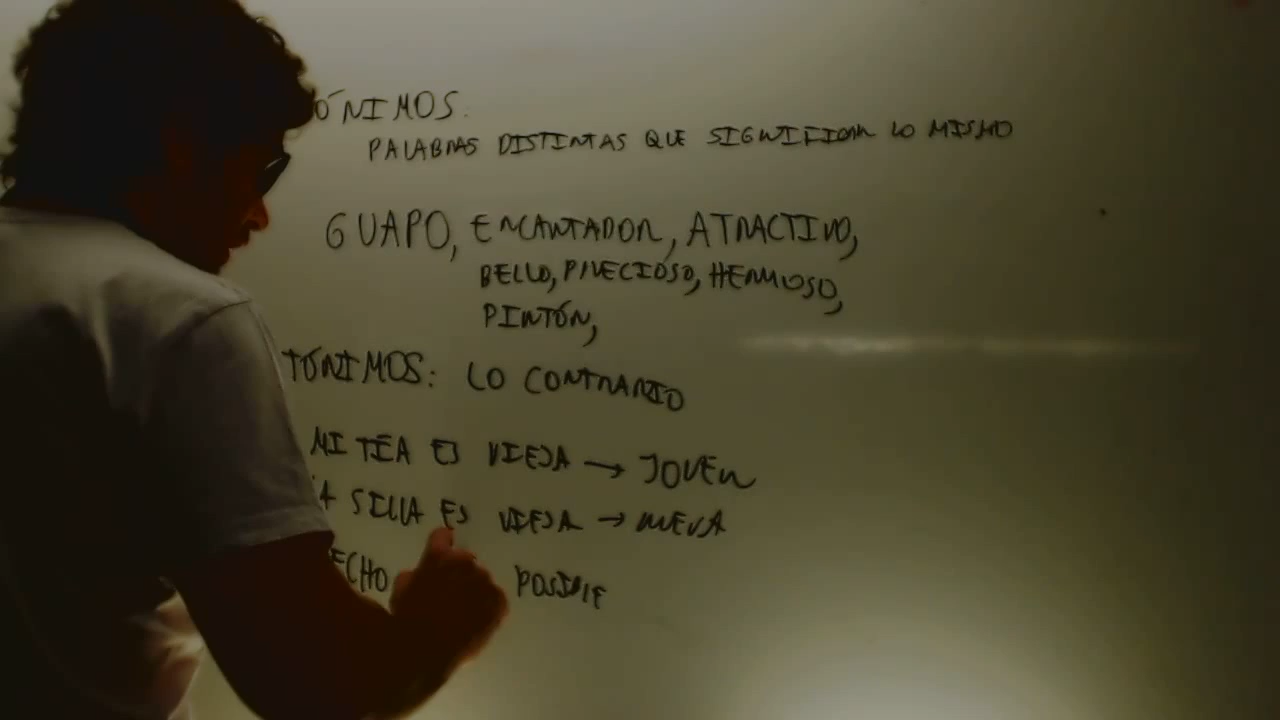 ÓNIMOS:
PALABRAS DISTINTAS QUE SIGNIFICAN LO MISMO
GUAPO, ENCANTADOR, ATRACTIVO,
BELLO, PRECIOSO, HERMOSO,
PINTÓN,
TÓNIMOS: LO CONTRARIO
MI TÍA ES VIEJA → JOVEN
A SILLA ES VIEJA → NUEVA
ECHO POSIBLE